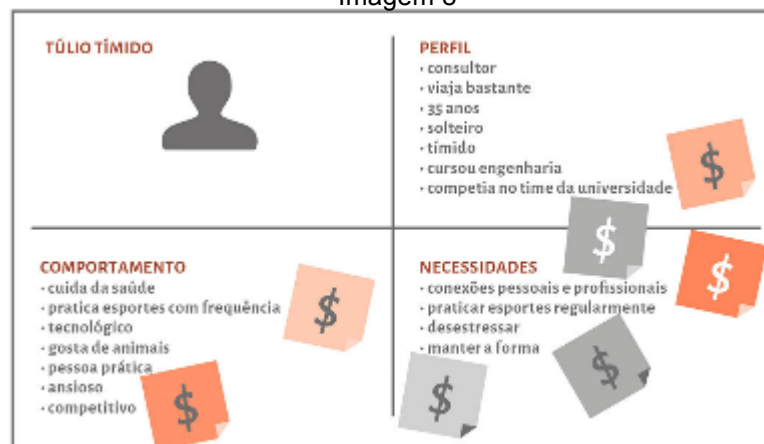 Imagem
TÚLIO TÍMIDO
PERFIL
• consultor
• viaja bastante
• 35 anos
• solteiro
• tímido
• cursou engenharia
• competia no time da universidade
$
$
$
COMPORTAMENTO
• cuida da saúde
• pratica esportes com frequência
• tecnológico
• gosta de animais
• pessoa prática
• ansioso
• competitivo
$
$
NECESSIDADES
• conexões pessoais e profissionais
• praticar esportes regularmente
• desestressar
• manter a forma
$
$